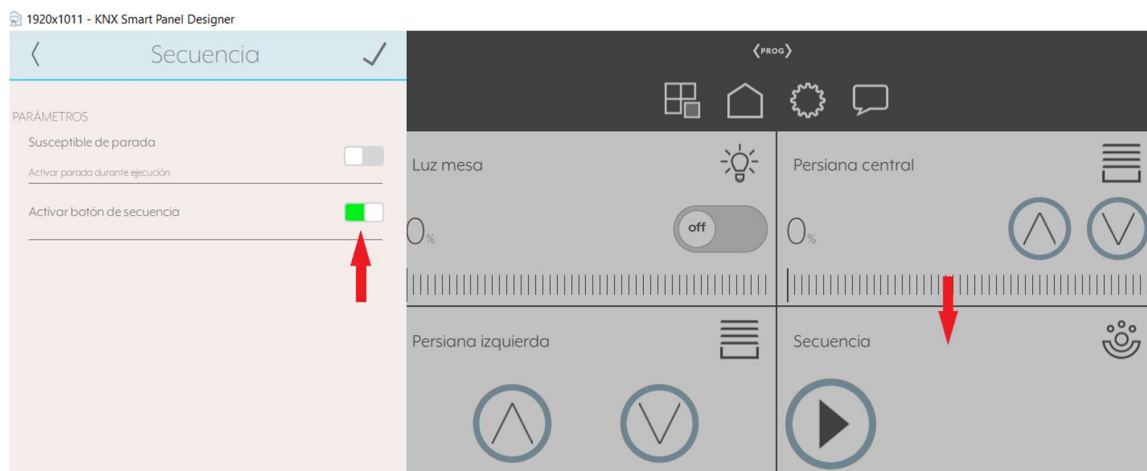 1920x1011 - KNX Smart Panel Designer
Secuencia
PARÁMETROS
Susceptible de parada
Activar parada durante ejecución
Activar botón de secuencia
PROG
Luz mesa
0%
off
Persiana central
0%
Persiana izquierda
Secuencia